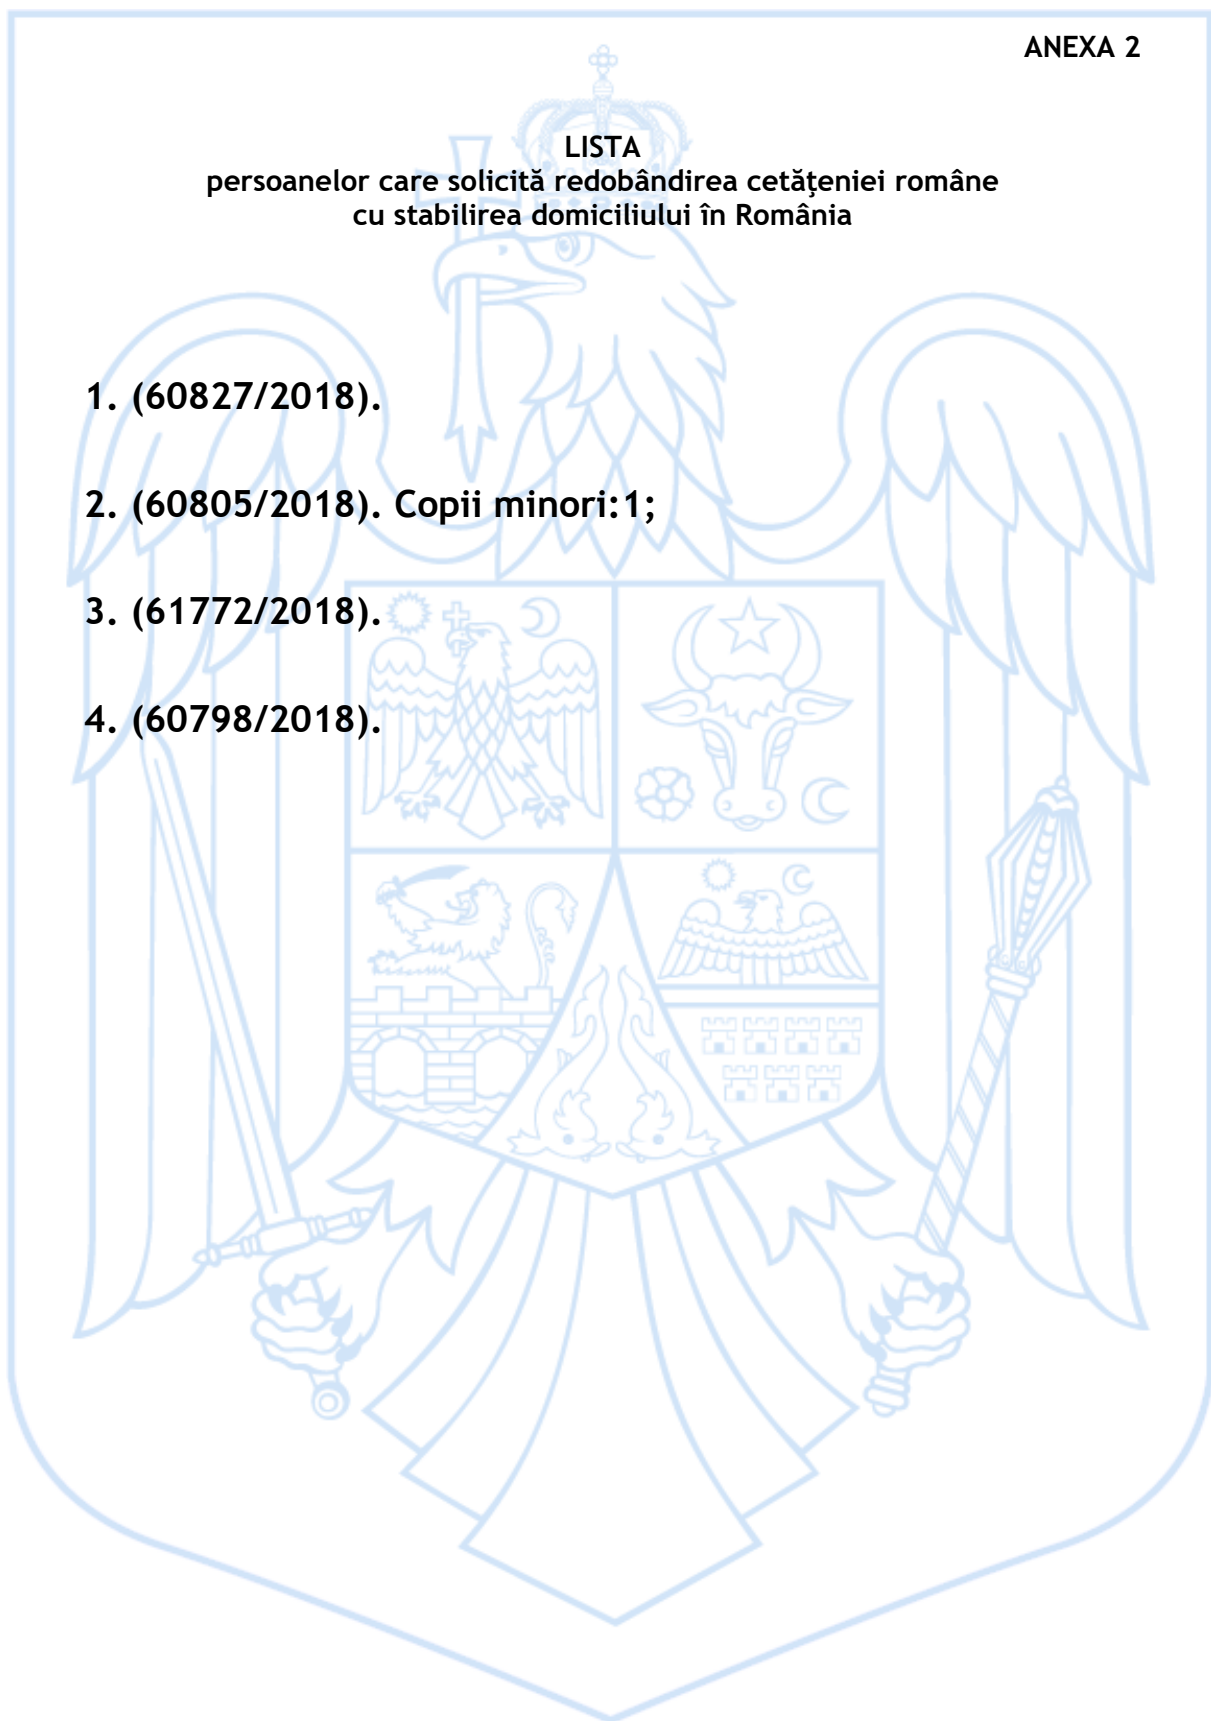 ANEXA 2
LISTA
persoanelor care solicită redobândirea cetăţeniei române
cu stabilirea domiciliului în România
1. (60827/2018).
2. (60805/2018). Copii minori:1;
3. (61772/2018).
4. (60798/2018).